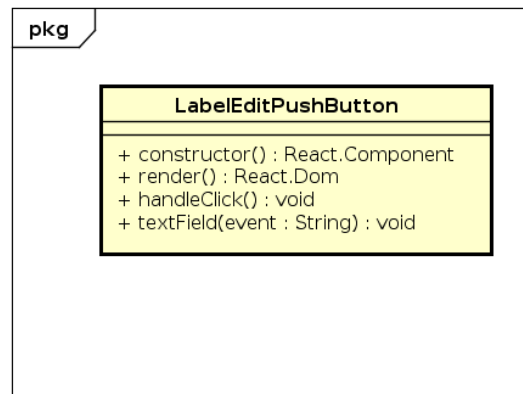 pkg
LabelEditPushButton
+ constructor() : React.Component
+ render() : React.Dom
+ handleClick() : void
+ textField(event : String) : void